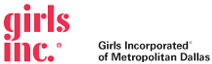 girls
inc.®
Girls Incorporated®
of Metropolitan Dallas